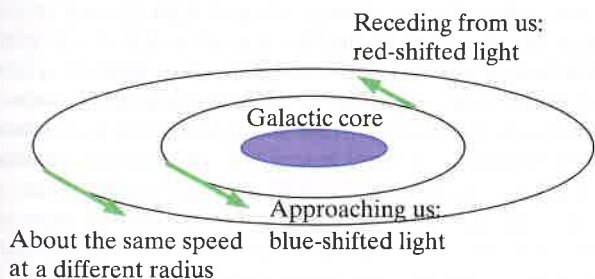 Receding from us:
red-shifted light
Galactic core
Approaching us:
blue-shifted light
About the same speed
at a different radius